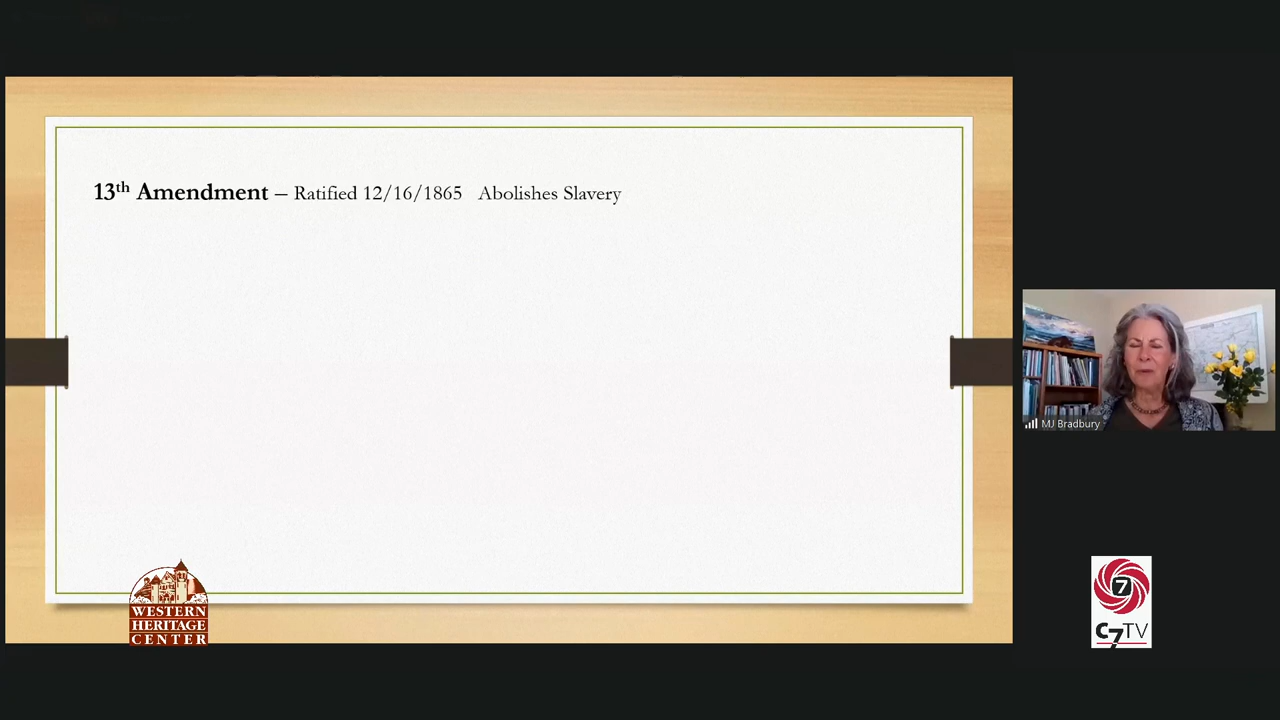 13th Amendment – Ratified 12/16/1865 Abolishes Slavery
MJ Bradbury
WESTERN
HERITAGE
CENTER
7
C7TV